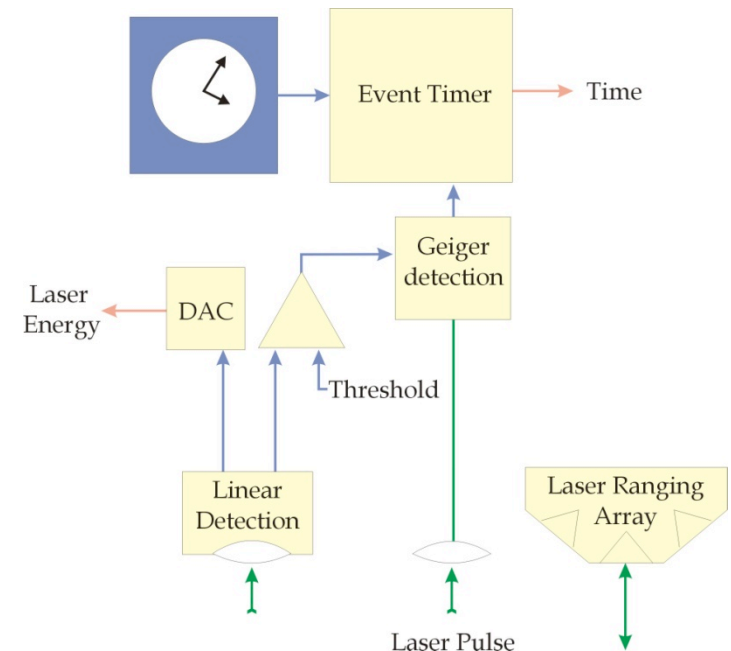 Event Timer
Time
Geiger
detection
Laser
Energy
DAC
Threshold
Linear
Detection
Laser Ranging
Array
Laser Pulse